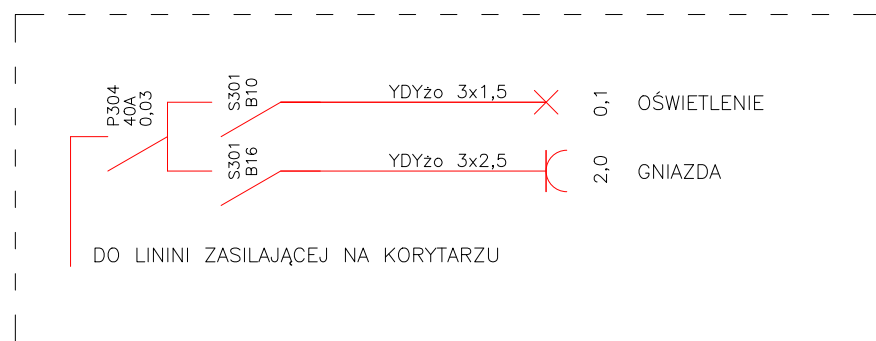 P304
40A
0,03
S301
B10
YDYżo 3x1,5
0,1
OŚWIETLENIE
S301
B16
YDYżo 3x2,5
2,0
GNIAZDA
DO LININI ZASILAJĄCEJ NA KORYTARZU